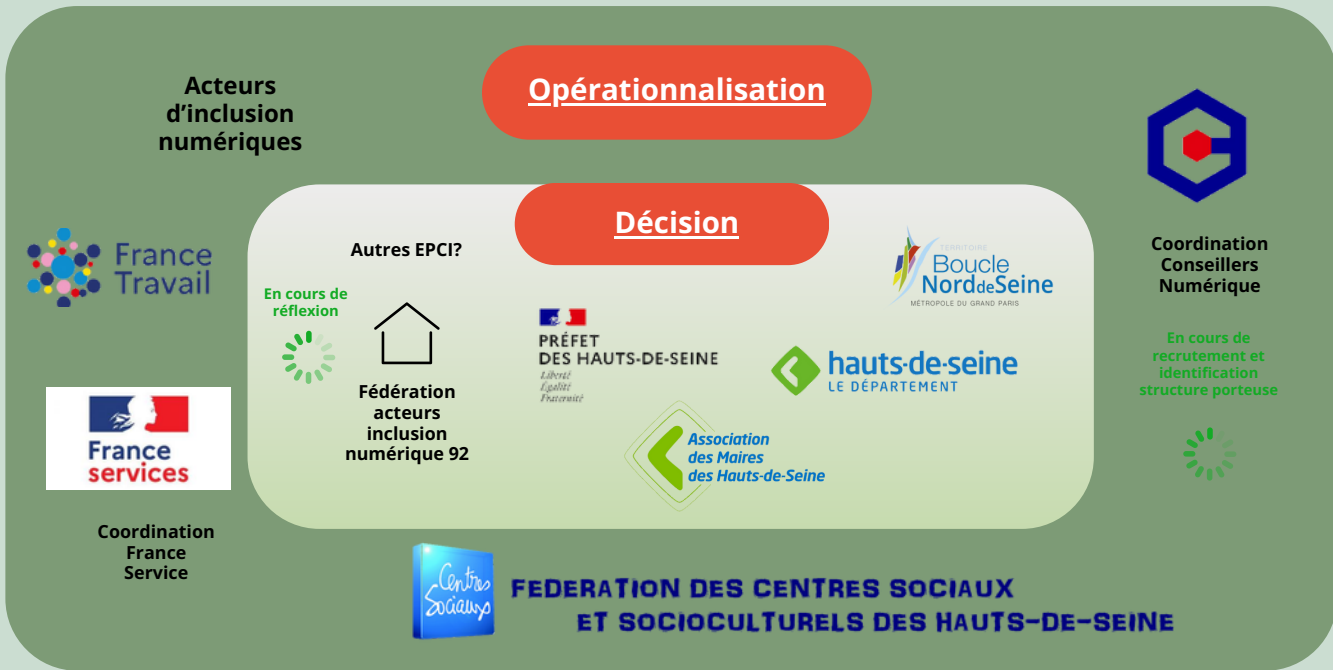 Acteurs
d’inclusion
numériques
Opérationnalisation
Décision
Autres EPCI?
En cours de
réflexion
Fédération
acteurs
inclusion
numérique 92
PRÉFET
DES HAUTS-DE-SEINE
Liberté
Égalité
Fraternité
TERRITOIRE
Boucle
NorddeSeine
MÉTROPOLE DU GRAND PARIS
hauts-de-seine
LE DÉPARTEMENT
Association
des Maires
des Hauts-de-Seine
France
Travail
France
services
Coordination
France
Service
Coordination
Conseillers
Numérique
En cours de
recrutement et
identification
structure porteuse
Centres
Sociaux
FEDERATION DES CENTRES SOCIAUX
ET SOCIOCULTURELS DES HAUTS-DE-SEINE